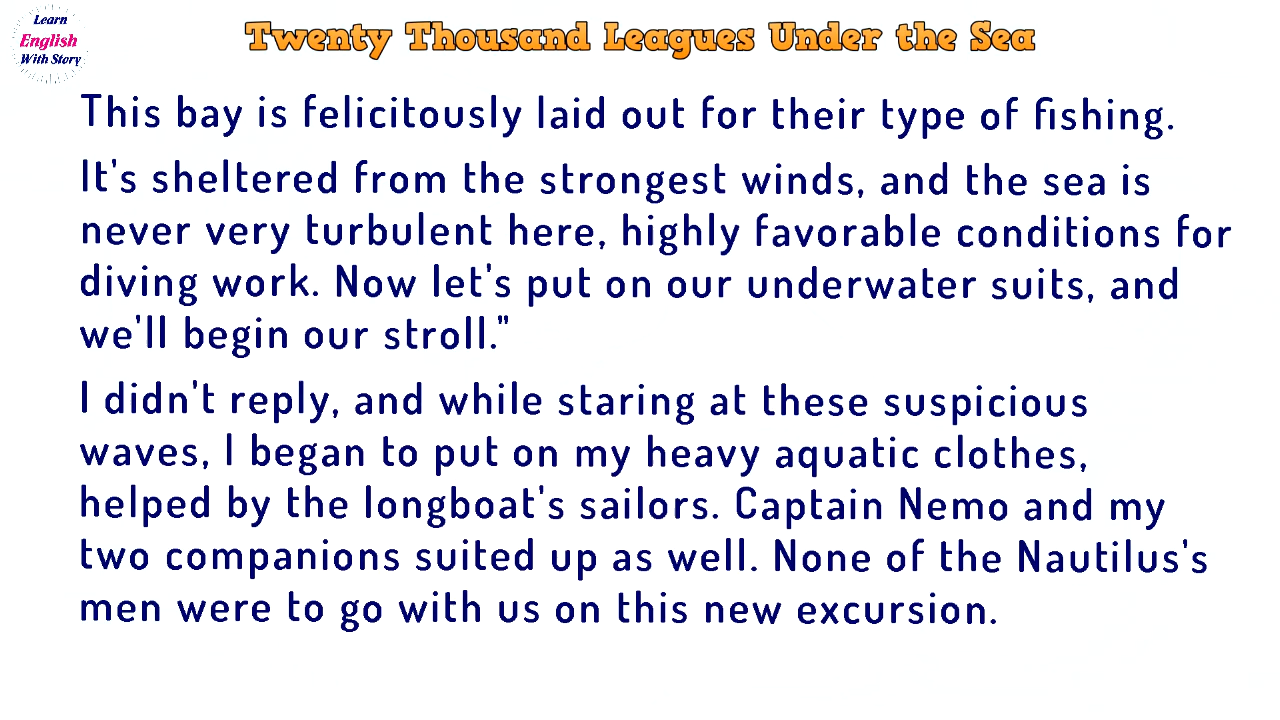 Learn
English
With Story
Twenty Thousand Leagues Under the Sea
This bay is felicitously laid out for their type of fishing.
It's sheltered from the strongest winds, and the sea is
never very turbulent here, highly favorable conditions for
diving work. Now let's put on our underwater suits, and
we'll begin our stroll."
I didn't reply, and while staring at these suspicious
waves, I began to put on my heavy aquatic clothes,
helped by the longboat's sailors. Captain Nemo and my
two companions suited up as well. None of the Nautilus's
men were to go with us on this new excursion.